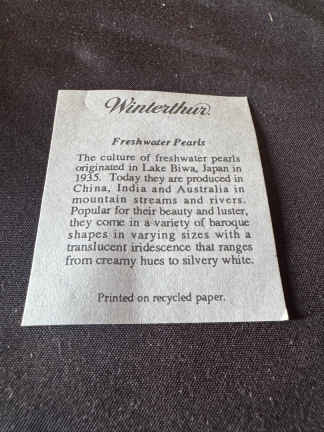 Winterthur
Freshwater Pearls
The culture of freshwater pearls
originated in Lake Biwa, Japan in
1935. Today they are produced in
China, India and Australia in
mountain streams and rivers.
Popular for their beauty and luster,
they come in a variety of baroque
shapes in varying sizes with a
translucent iridescence that ranges
from creamy hues to silvery white.
Printed on recycled paper.